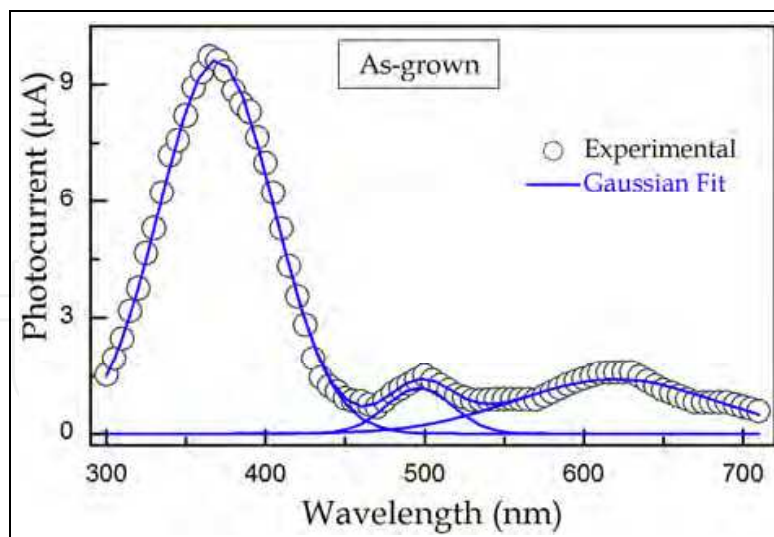 As-grown
Experimental
Gaussian Fit
Photocurrent (μA)
9
6
3
0
300 400 500 600 700
Wavelength (nm)